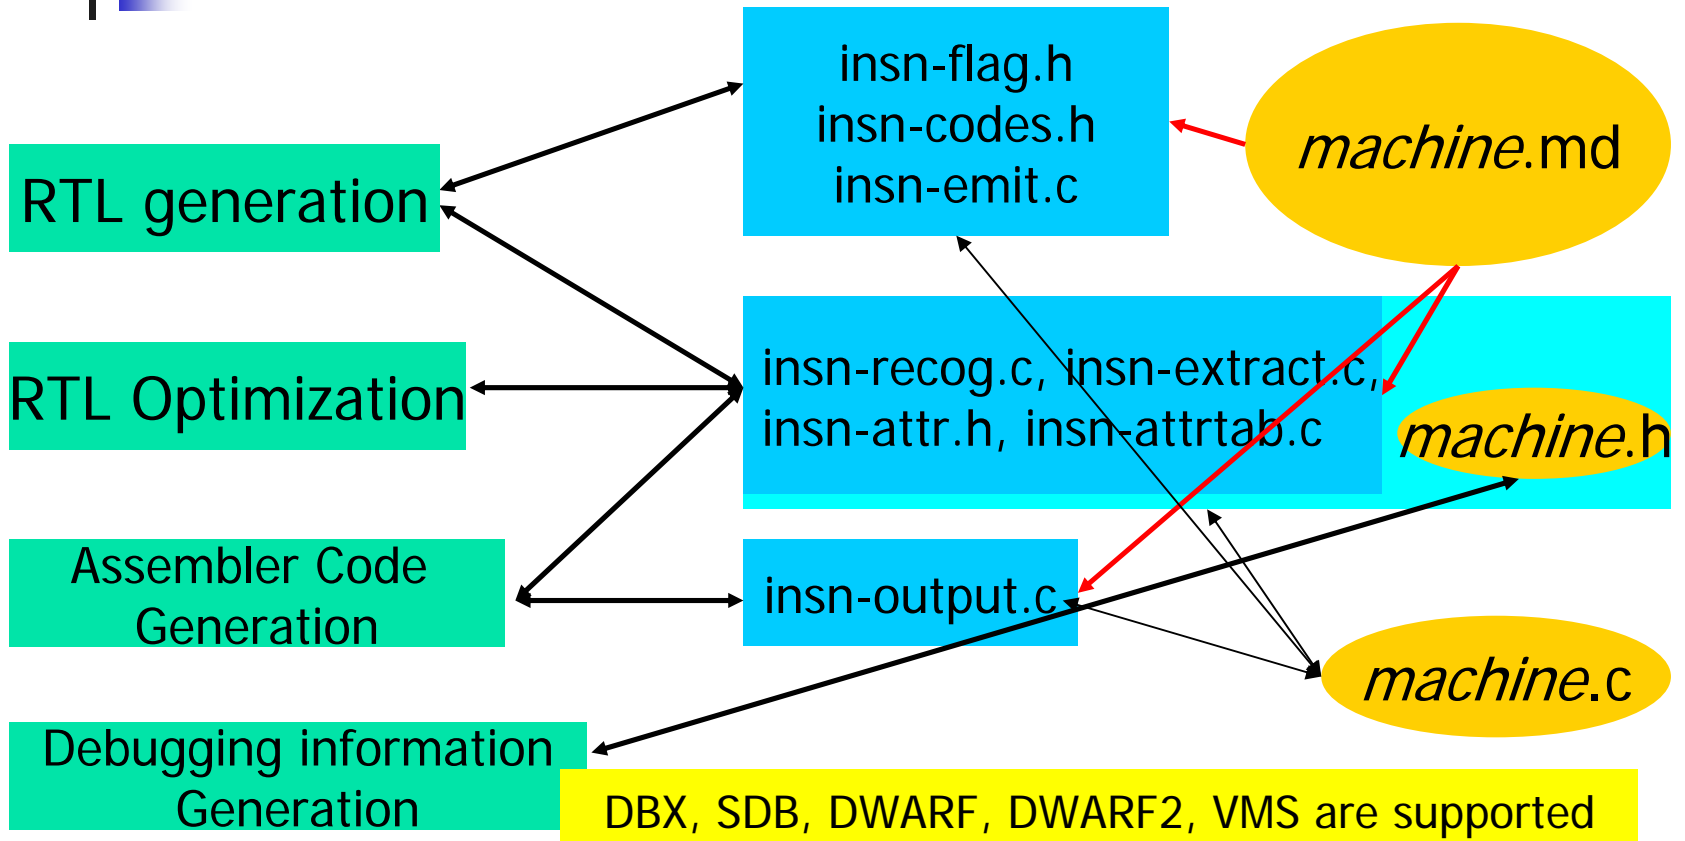 insn-flag.h
insn-codes.h
insn-emit.c
machine.md
RTL generation
RTL Optimization
insn-recog.c, insn-extract.c,
insn-attr.h, insn-attrtab.c
machine.h
Assembler Code
Generation
insn-output.c
machine.c
Debugging information
Generation
DBX, SDB, DWARF, DWARF2, VMS are supported